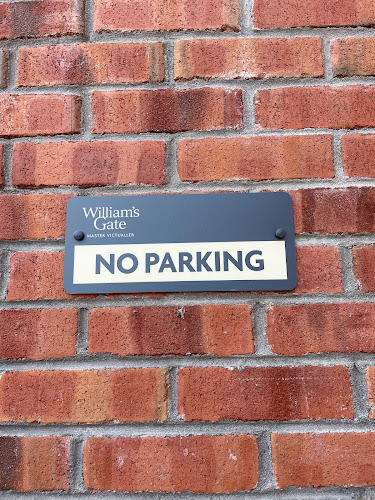 William's
Gate
MASTER VICTUALLER
NO PARKING